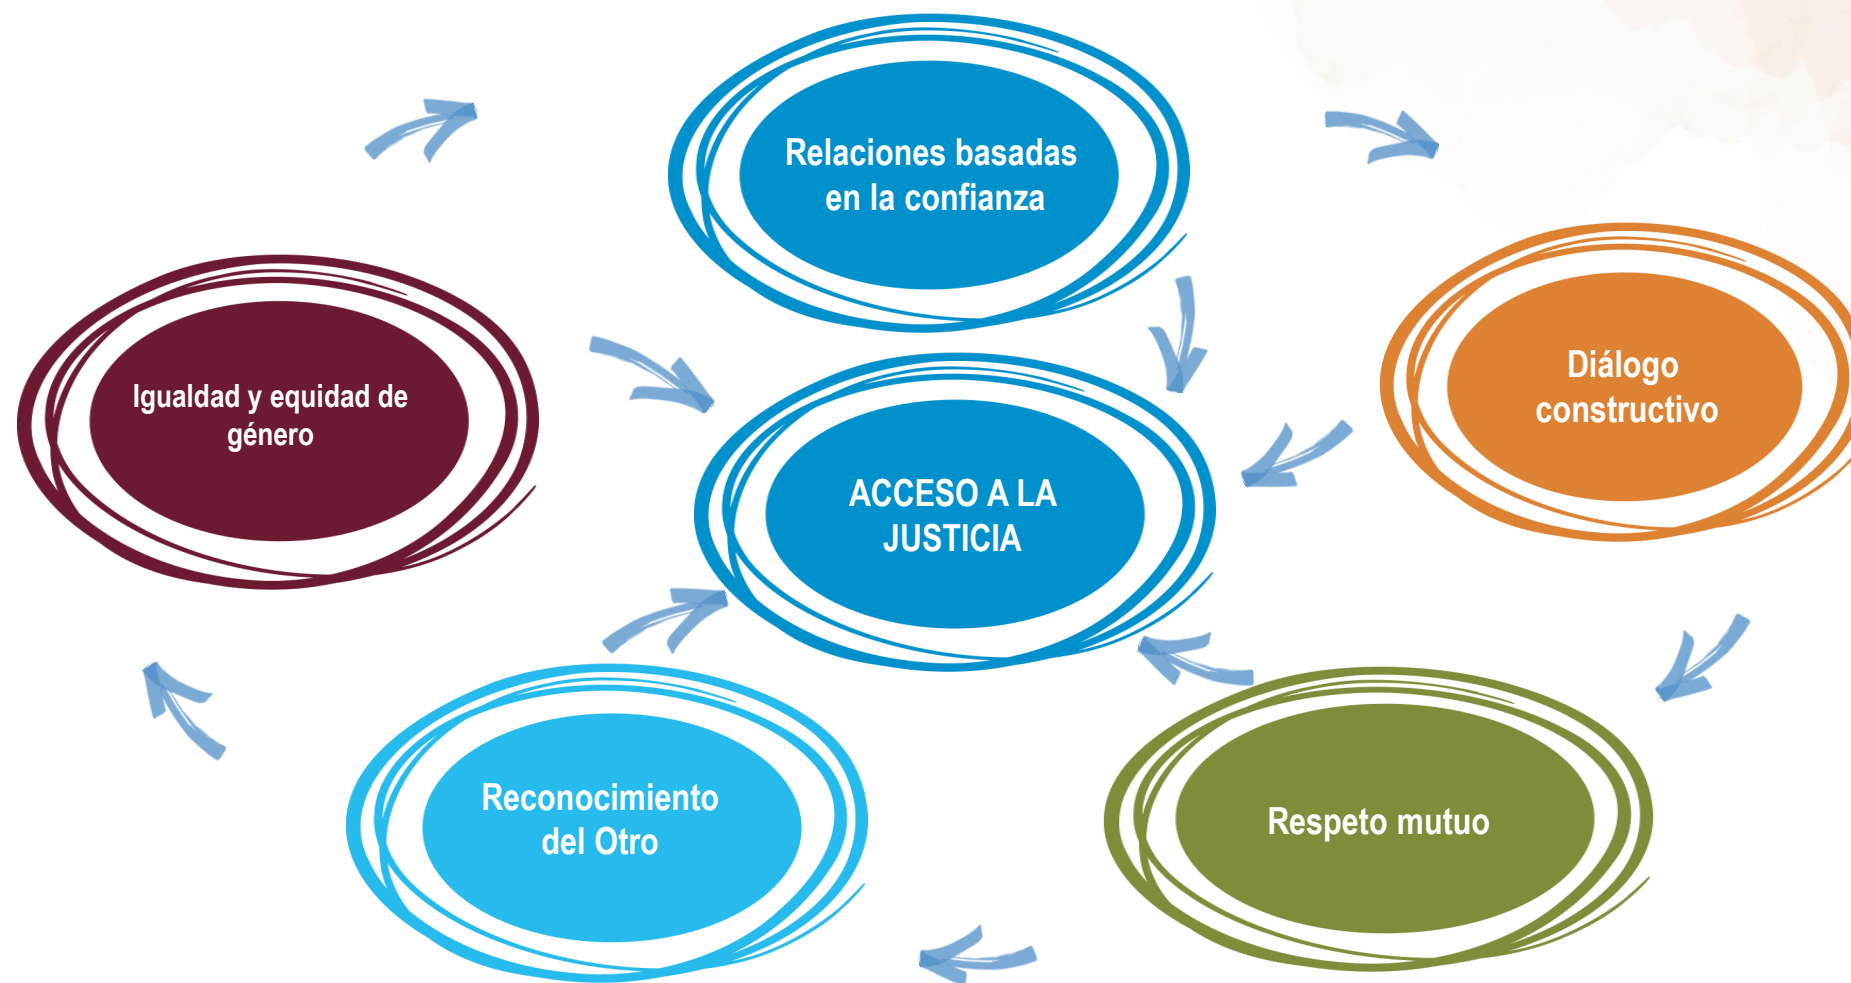 Relaciones basadas
en la confianza
Igualdad y equidad de
género
Diálogo
constructivo
ACCESO A LA
JUSTICIA
Reconocimiento
del Otro
Respeto mutuo